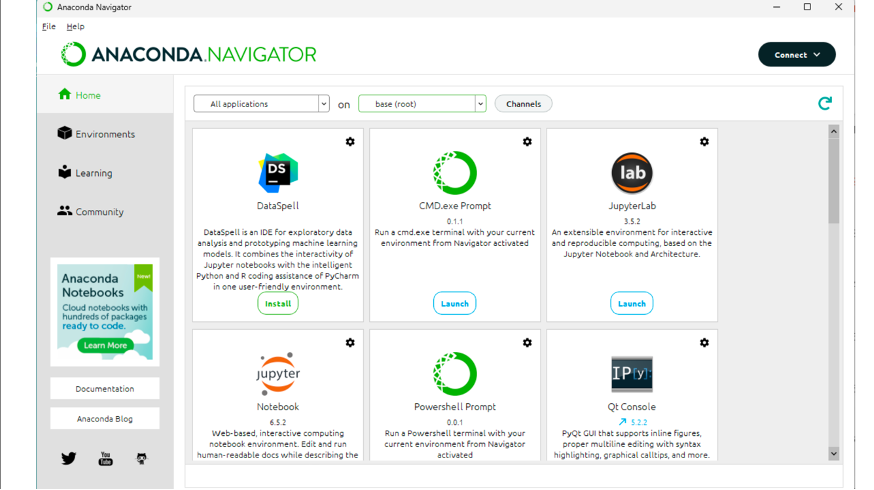 Anaconda Navigator
File Help
ANACONDA.NAVIGATOR
Connect
Home
Environments
Learning
Community
Anaconda
Notebooks
New!
Cloud notebooks with
hundreds of packages
ready to code.
Learn More
Documentation
Anaconda Blog
You
Tube
All applications
on
base (root)
Channels
DS
DataSpell
DataSpell is an IDE for exploratory data
analysis and prototyping machine learning
models. It combines the interactivity of
Jupyter notebooks with the intelligent
Python and R coding assistance of PyCharm
in one user-friendly environment.
Install
CMD.exe Prompt
0.1.1
Run a cmd.exe terminal with your current
environment from Navigator activated
Launch
lab
JupyterLab
3.5.2
An extensible environment for interactive
and reproducible computing, based on the
Jupyter Notebook and Architecture.
Launch
jupyter
Notebook
6.5.2
Web-based, interactive computing
notebook environment. Edit and run
human-readable docs while describing the
Powershell Prompt
0.0.1
Run a Powershell terminal with your
current environment from Navigator
activated
IP[y]:
Qt Console
5.2.2
PyQt GUI that supports inline figures,
proper multiline editing with syntax
highlighting, graphical calltips, and more.